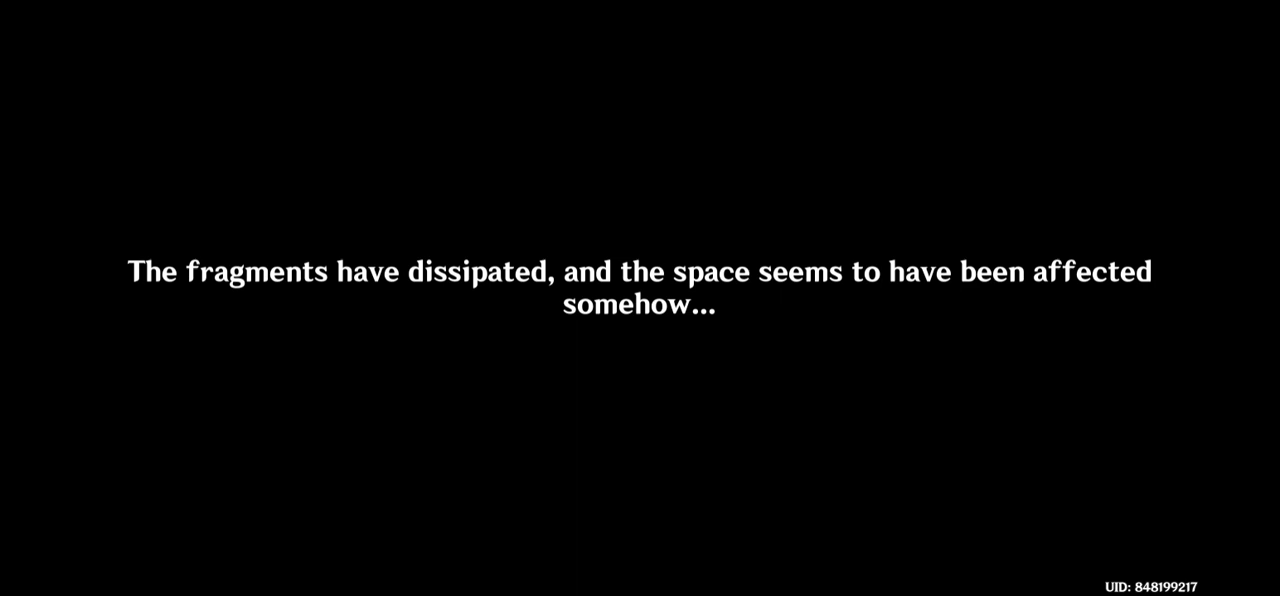 The fragments have dissipated, and the space seems to have been affected
somehow...
UID: 848199217